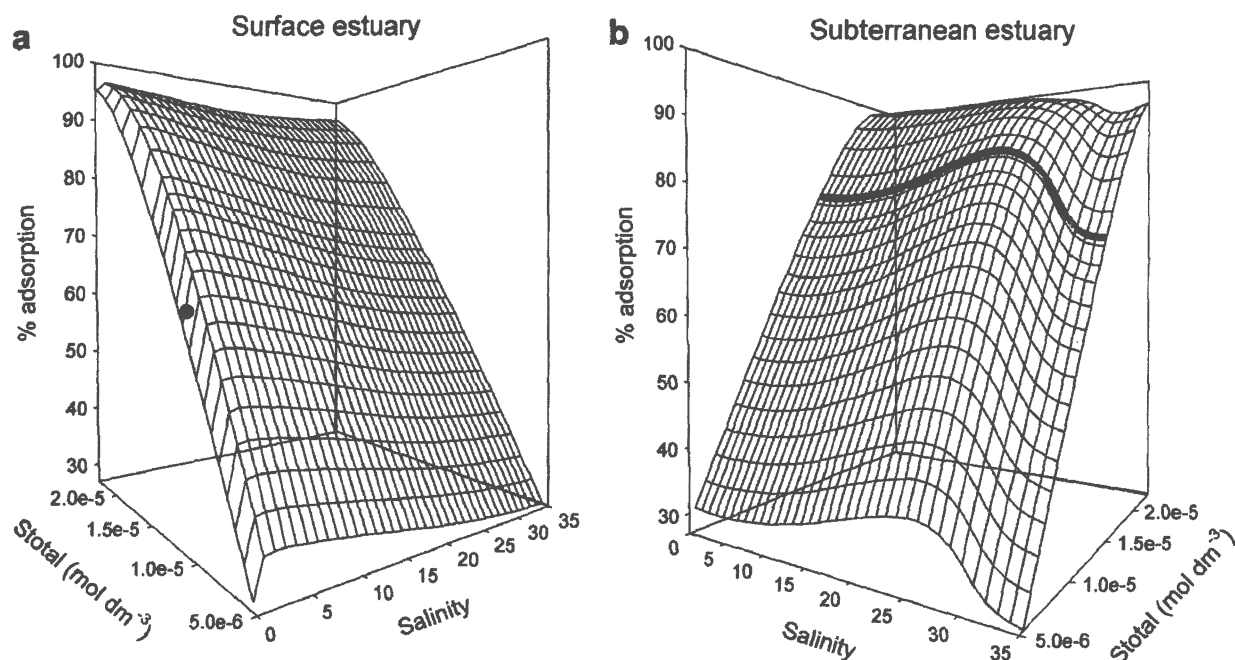 a
Surface estuary
100
90
80
70
60
50
40
30
% adsorption
2.0e-5
1.5e-5
1.0e-5
5.0e-6
Stotal (mol dm⁻³)
0
5
10
15
20
25
30
35
Salinity
b
Subterranean estuary
100
90
80
70
60
50
40
30
% adsorption
0
5
10
15
20
25
30
35
Salinity
2.0e-5
1.5e-5
1.0e-5
5.0e-6
Stotal (mol dm⁻³)